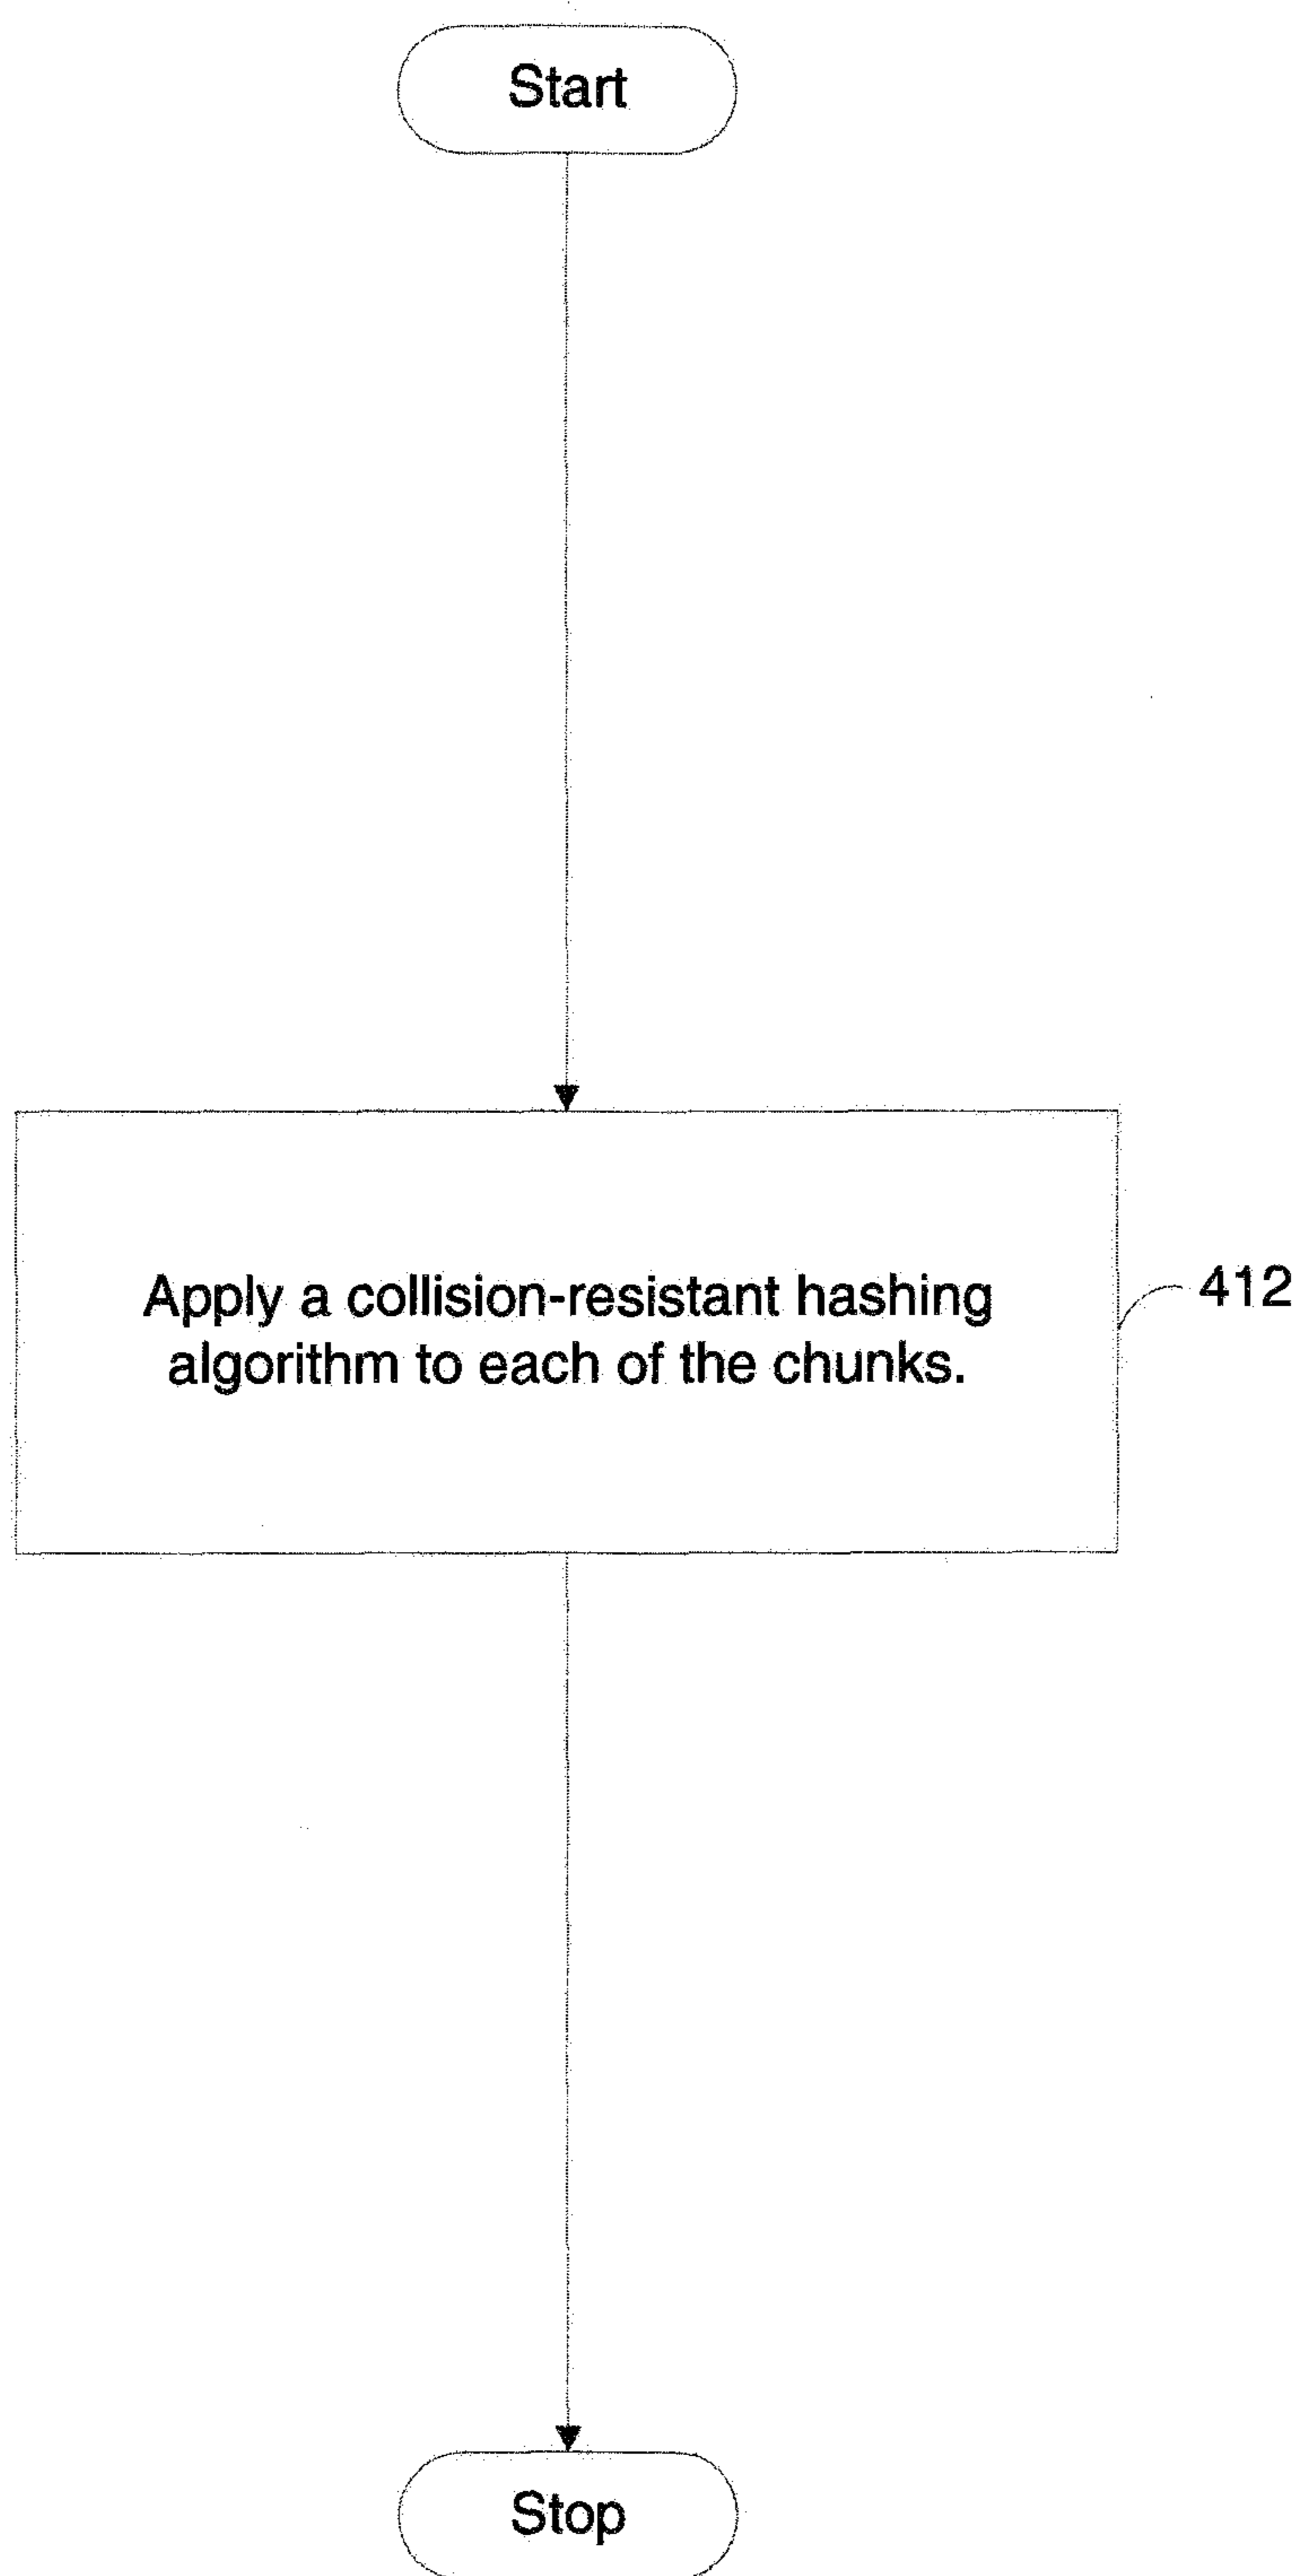 Start
Apply a collision-resistant hashing
algorithm to each of the chunks.
412
Stop